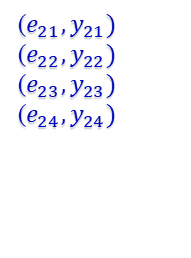 (e₂₁, y₂₁)
(e₂₂, y₂₂)
(e₂₃, y₂₃)
(e₂₄, y₂₄)